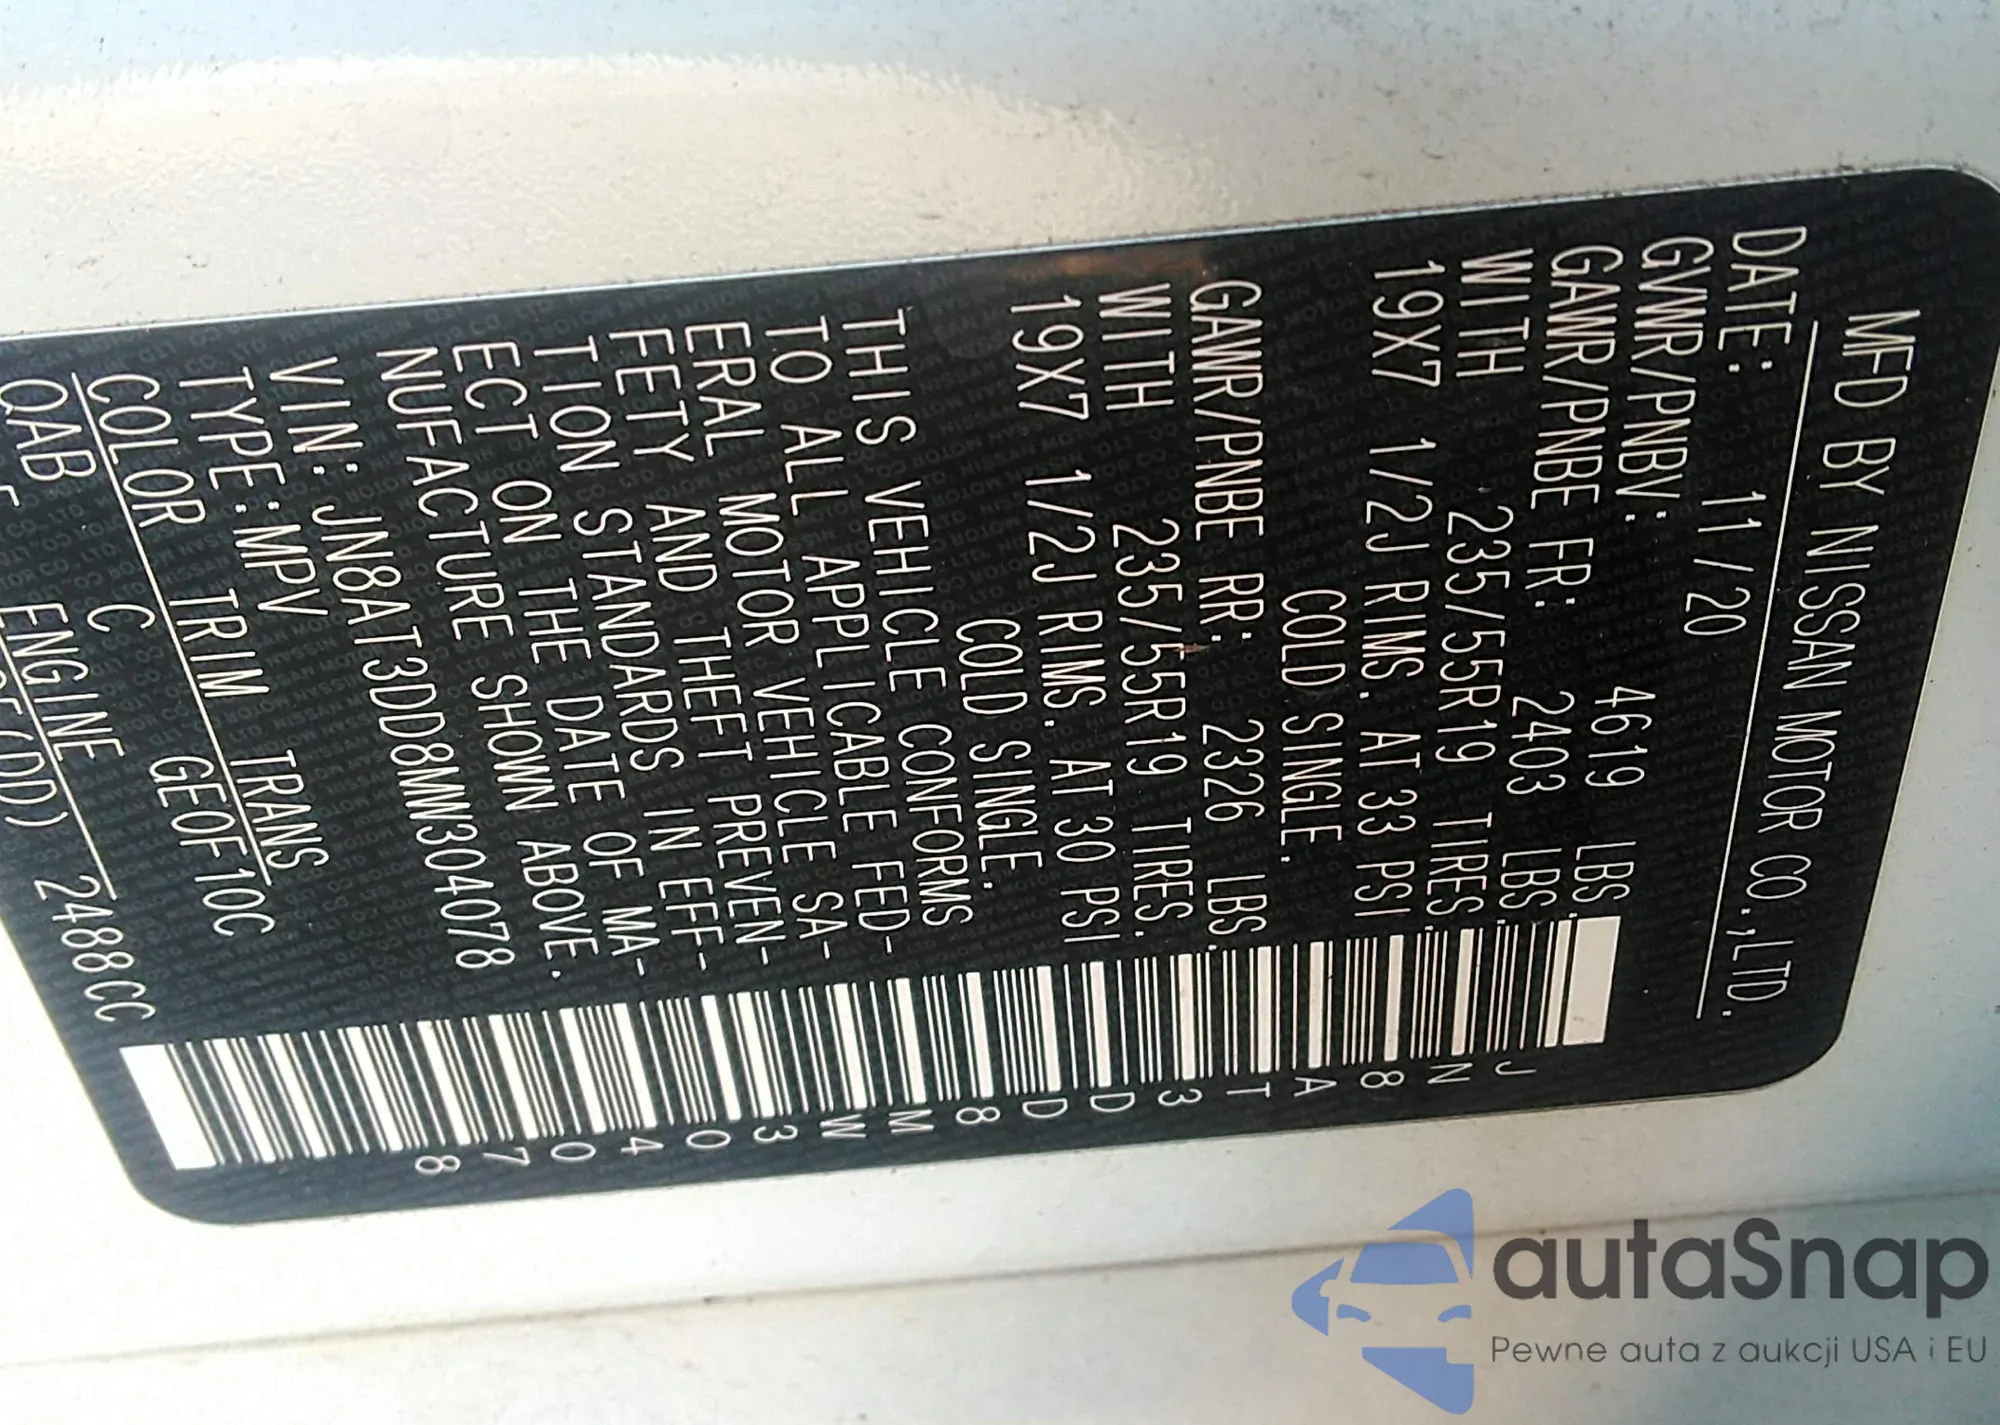 MFD BY NISSAN MOTOR CO.,LTD.
DATE: 11/20
GVWR/PNBV: 4619 LBS
GAWR/PNBE FR: 2403 LBS
WITH 235/55R19 TIRES,
19X7 1/2J RIMS. AT 33 PSI
COLD SINGLE.
GAWR/PNBE RR: 2326 LBS
WITH 235/55R19 TIRES,
19X7 1/2J RIMS. AT 30 PSI
COLD SINGLE.
THIS VEHICLE CONFORMS
TO ALL APPLICABLE FED-
ERAL MOTOR VEHICLE SA-
FETY AND THEFT PREVEN-
TION STANDARDS IN EFF-
ECT ON THE DATE OF MA-
NUFACTURE SHOWN ABOVE.
VIN: JN8AT3DD8MW304078
TYPE:MPV
COLOR TRIM TRANS
QAB C GF0F10C
ENGINE 2488CC
JN8AT3DD8MW304078
autaSnap
Pewne auta z aukcji USA i EU